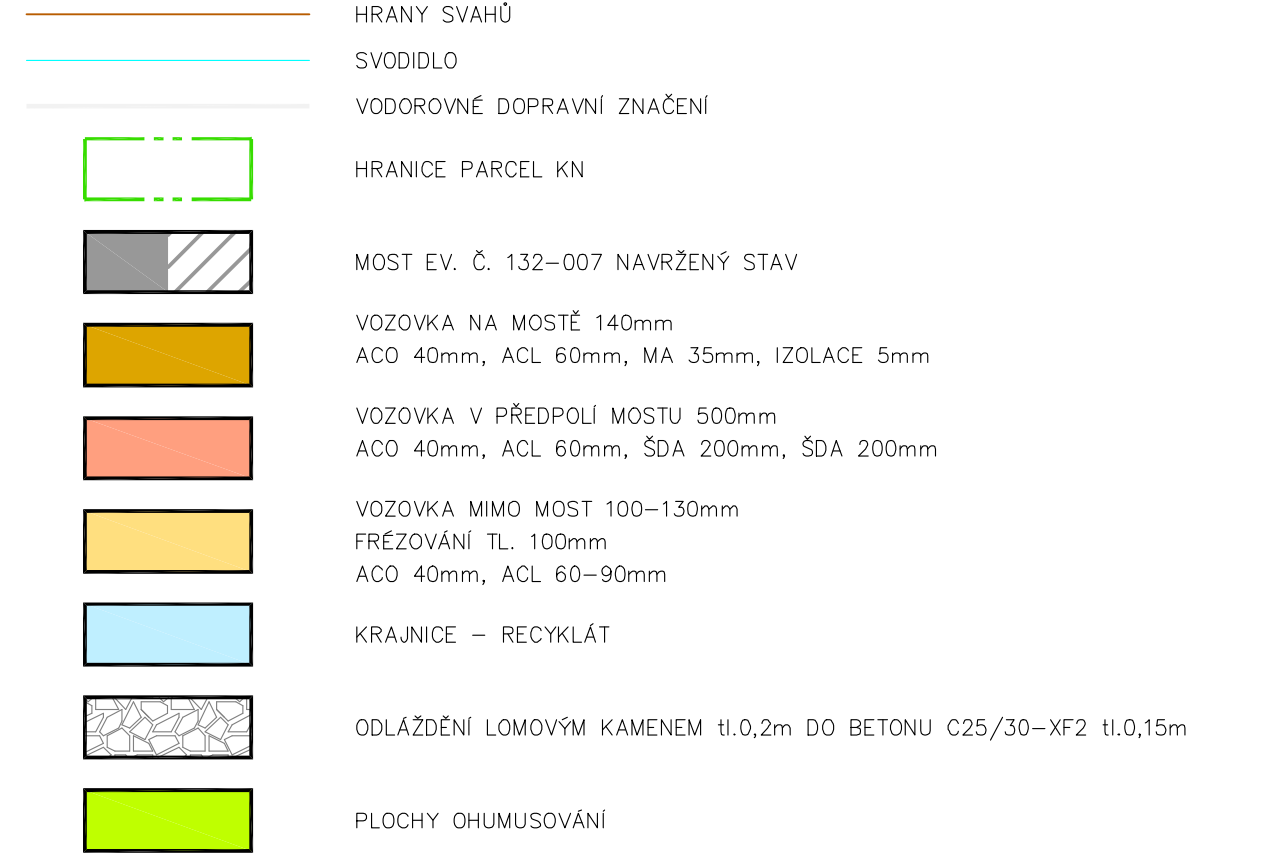 HRANY SVAHŮ
SVODIDLO
VODOROVNÉ DOPRAVNÍ ZNAČENÍ
HRANICE PARCEL KN
MOST EV. Č. 132-007 NAVRŽENÝ STAV
VOZOVKA NA MOSTĚ 140mm
ACO 40mm, ACL 60mm, MA 35mm, IZOLACE 5mm
VOZOVKA V PŘEDPOLÍ MOSTU 500mm
ACO 40mm, ACL 60mm, ŠDA 200mm, ŠDA 200mm
VOZOVKA MIMO MOST 100-130mm
FRÉZOVÁNÍ TL. 100mm
ACO 40mm, ACL 60-90mm
KRAJNICE - RECYKLÁT
ODLÁŽDĚNÍ LOMOVÝM KAMENEM tl.0,2m DO BETONU C25/30-XF2 tl.0,15m
PLOCHY OHUMUSOVÁNÍ